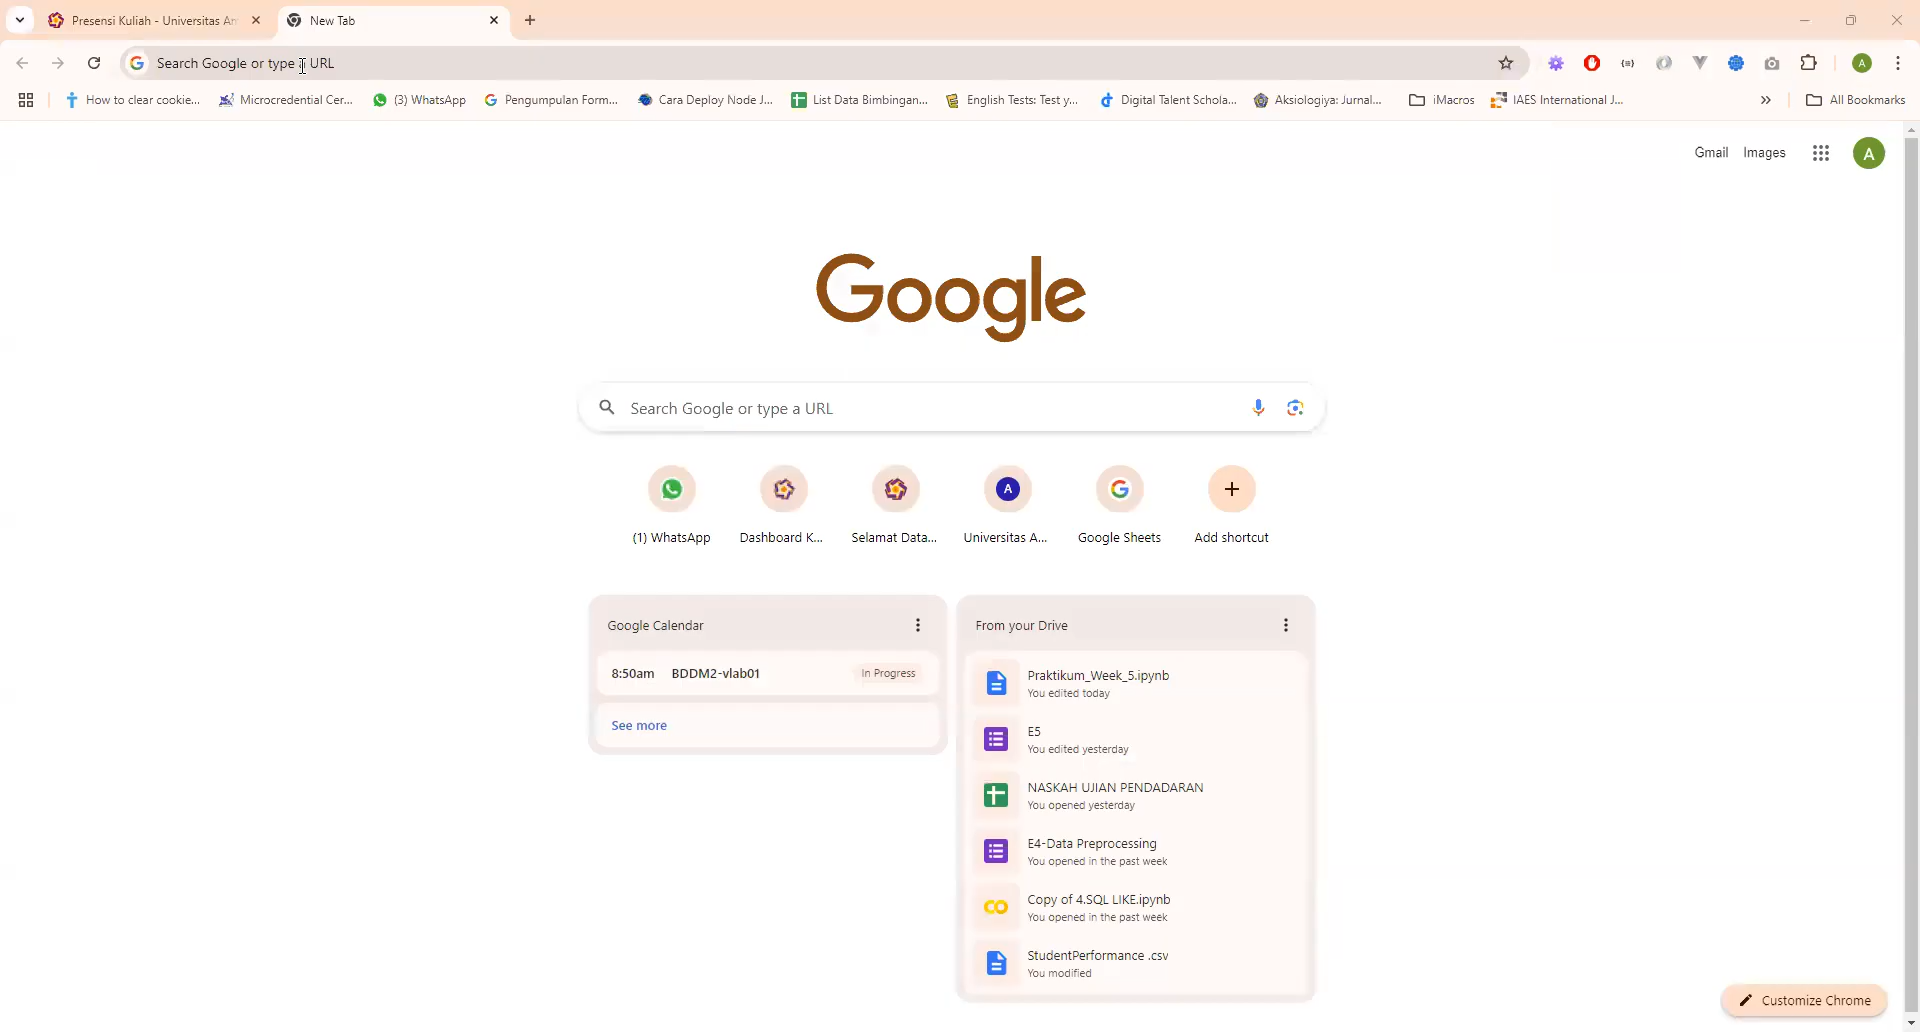 Presensi Kuliah - Universitas Am
New Tab
Search Google or type a URL
How to clear cookie...
Microcredential Cer...
(3) WhatsApp
Pengumpulan Form...
Cara Deploy Node J...
List Data Bimbingan...
English Tests: Test y...
Digital Talent Schola...
Aksiologiya: Jurnal...
iMacros
IAES International J...
All Bookmarks
Gmail
Images
A
Google
Search Google or type a URL
(1) WhatsApp
Dashboard K...
Selamat Data...
A
Universitas A...
Google Sheets
Add shortcut
Google Calendar
8:50am BDDM2-vlab01 In Progress
See more
From your Drive
Praktikum_Week_5.ipynb
You edited today
E5
You edited yesterday
NASKAH UJIAN PENDADARAN
You opened yesterday
E4-Data Preprocessing
You opened in the past week
Copy of 4.SQL LIKE.ipynb
You opened in the past week
StudentPerformance .csv
You modified
Customize Chrome